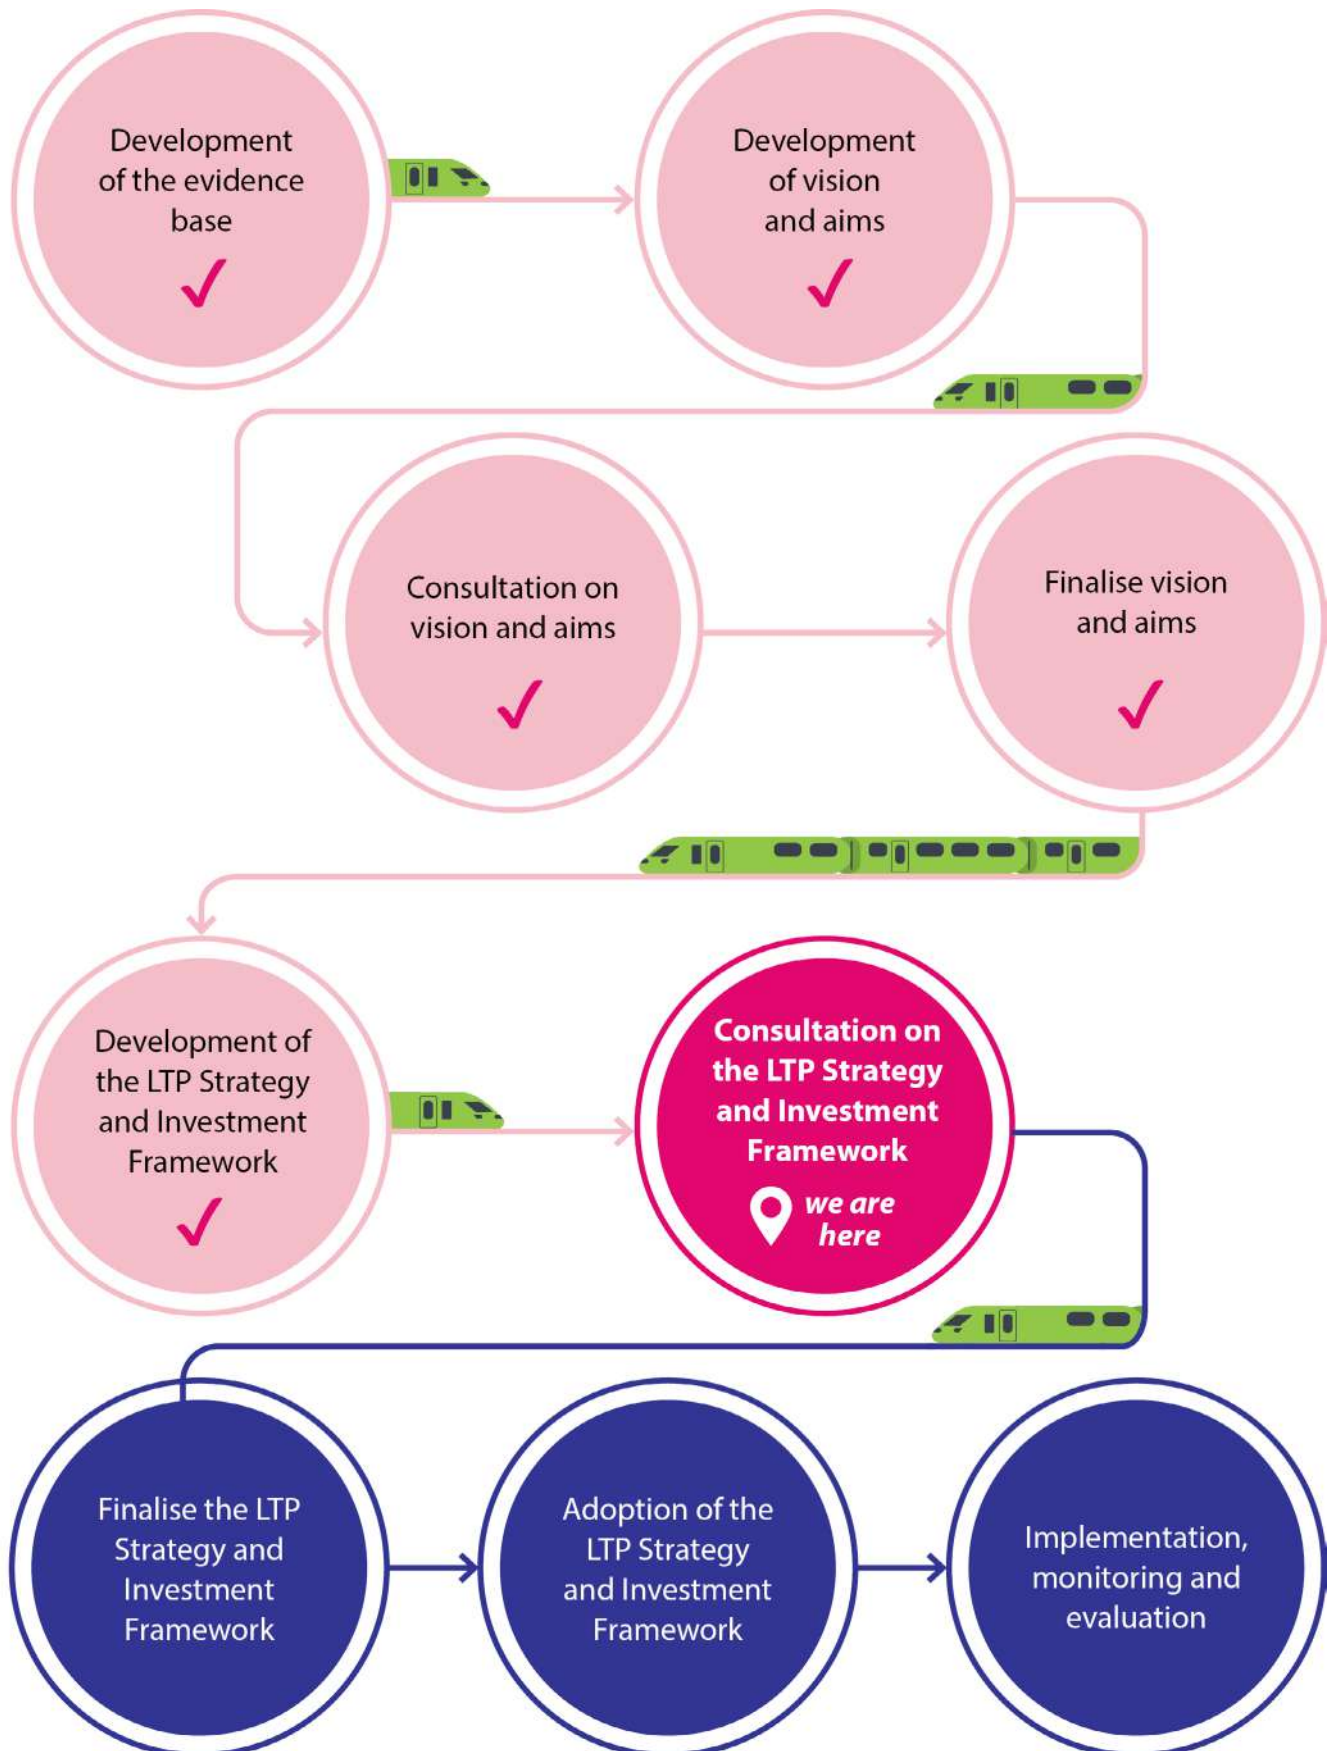 Development
of the evidence
base
Development
of vision
and aims
Consultation on
vision and aims
Finalise vision
and aims
Development of
the LTP Strategy
and Investment
Framework
Consultation on
the LTP Strategy
and Investment
Framework
we are
here
Finalise the LTP
Strategy and
Investment
Framework
Adoption of the
LTP Strategy
and Investment
Framework
Implementation,
monitoring and
evaluation